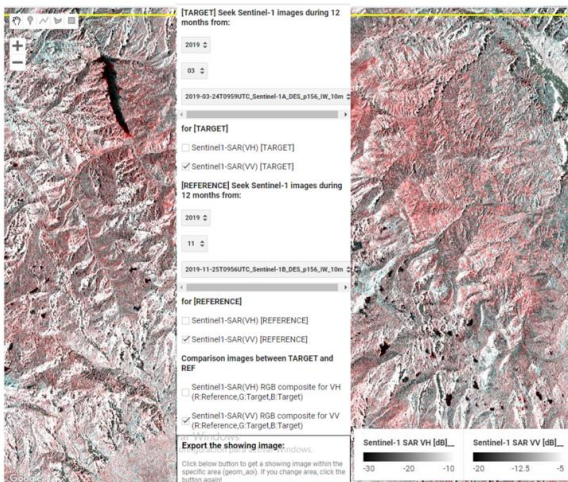 [TARGET] Seek Sentinel-1 images during 12
months from:
2019
03
2019-03-24T0959UTC_Sentinel-1A_DES_p156_IW_10m
for [TARGET]
Sentinel1-SAR(VH) [TARGET]
Sentinel1-SAR(VV) [TARGET]
[REFERENCE] Seek Sentinel-1 images during
12 months from:
2019
11
2019-11-25T0956UTC_Sentinel-1B_DES_p156_IW_10m
for [REFERENCE]
Sentinel1-SAR(VH) [REFERENCE]
Sentinel1-SAR(VV) [REFERENCE]
Comparison images between TARGET and
REF
Sentinel1-SAR(VH) RGB composite for VH
(R:Reference,G:Target,B:Target)
Sentinel1-SAR(VV) RGB composite for VV
(R:Reference,G:Target,B:Target)
Windows
Export the showing image:
Windows.
Click below button to get a showing image within the
specific area (geom_aoi). If you change area, click the
button again!
Sentinel-1 SAR VH [dB]__
-30 -20 -10
Sentinel-1 SAR VV [dB]__
-20 -12.5 -5